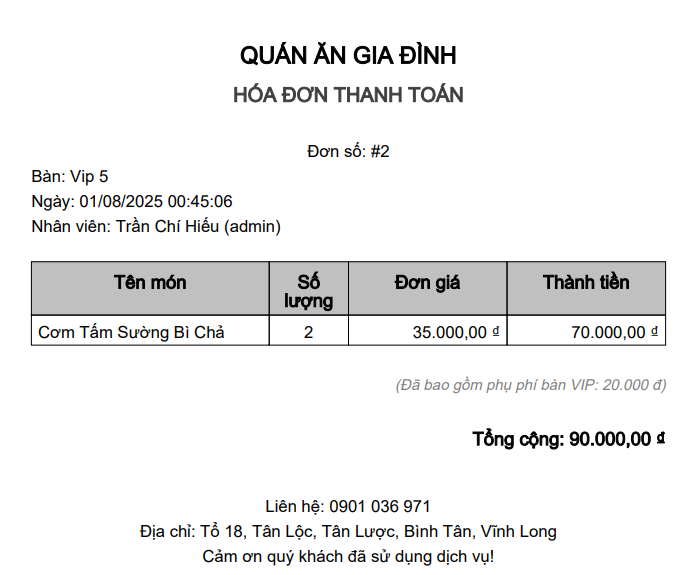 QUÁN ĂN GIA ĐÌNH
HÓA ĐƠN THANH TOÁN
Đơn số: #2
Bàn: Vip 5
Ngày: 01/08/2025 00:45:06
Nhân viên: Trần Chí Hiếu (admin)
Tên món Số lượng Đơn giá Thành tiền
Cơm Tấm Sường Bì Chả 2 35.000,00 ₫ 70.000,00 ₫
(Đã bao gồm phụ phí bàn VIP: 20.000 đ)
Tổng cộng: 90.000,00 ₫
Liên hệ: 0901 036 971
Địa chỉ: Tổ 18, Tân Lộc, Tân Lược, Bình Tân, Vĩnh Long
Cảm ơn quý khách đã sử dụng dịch vụ!